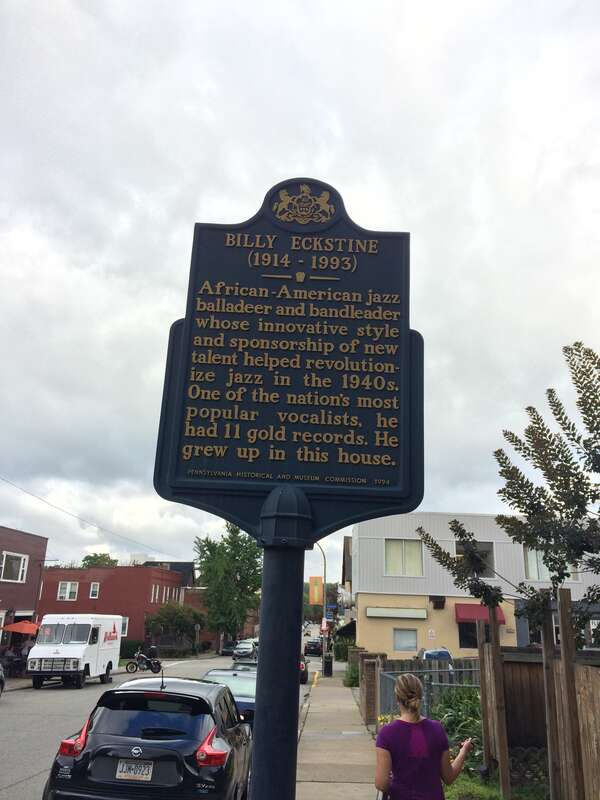 BILLY ECKSTINE
(1914 - 1993)
African-American jazz
balladeer and bandleader
whose innovative style
and sponsorship of new
talent helped revolution-
ize jazz in the 1940s.
One of the nation's most
popular vocalists, he
had 11 gold records. He
grew up in this house.
PENNSYLVANIA HISTORICAL AND MUSEUM COMMISSION 1994
JJM-0923